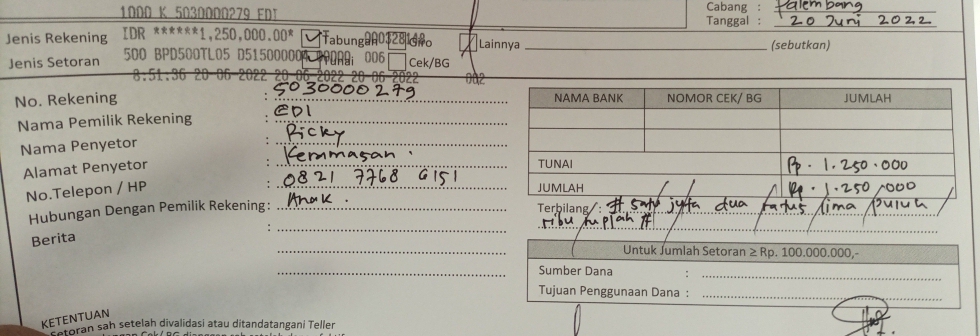 1000 K 5030000279 EDI
Cabang : Palembang
Tanggal : 20 Juni 2022
Jenis Rekening IDR ******1,250,000.00* Tabungan Giro Lainnya (sebutkan)
Jenis Setoran 500 BPD500TL05 Tunai 006 Cek/BG
8:51:36 20-06-2022 20-06-2022 20-06-2022 002
No. Rekening : 5030000279
Nama Pemilik Rekening : EDI
Nama Penyetor : Ricky
Alamat Penyetor : Keramasan.
No.Telepon / HP : 0821 7768 6151
Hubungan Dengan Pemilik Rekening: Anak.
Berita :
NAMA BANK NOMOR CEK/ BG JUMLAH
TUNAI Rp. 1.250.000
JUMLAH Rp. 1.250.000
Terbilang : # satu juta dua ratus lima puluh
ribu rupiah #
Untuk Jumlah Setoran ≥ Rp. 100.000.000,-
Sumber Dana :
Tujuan Penggunaan Dana :
KETENTUAN
Setoran sah setelah divalidasi atau ditandatangani Teller